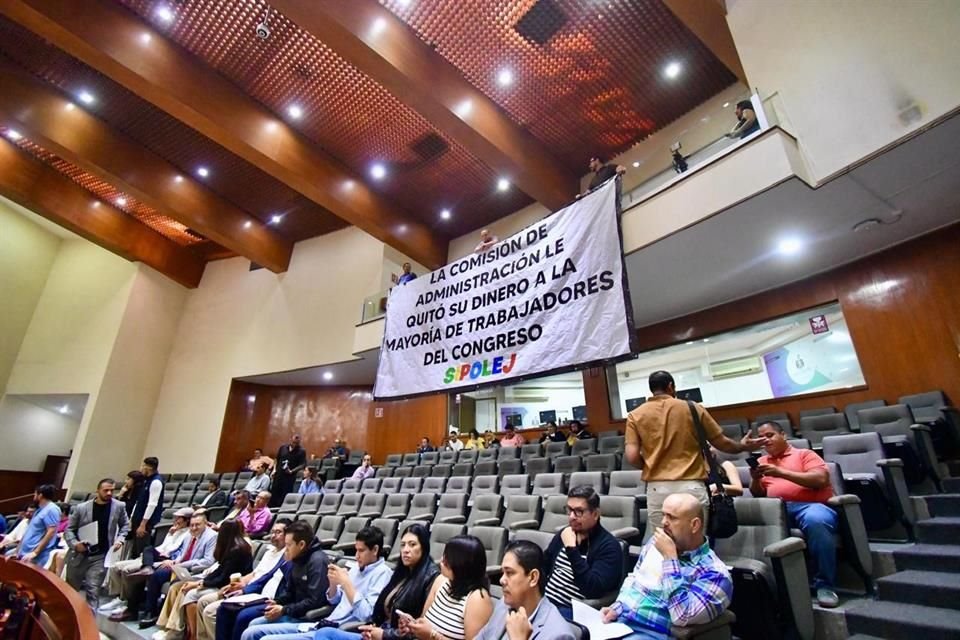 LA COMISIÓN DE
ADMINISTRACIÓN LE
QUITÓ SU DINERO A LA
MAYORÍA DE TRABAJADORES
DEL CONGRESO
SIPOLEJ